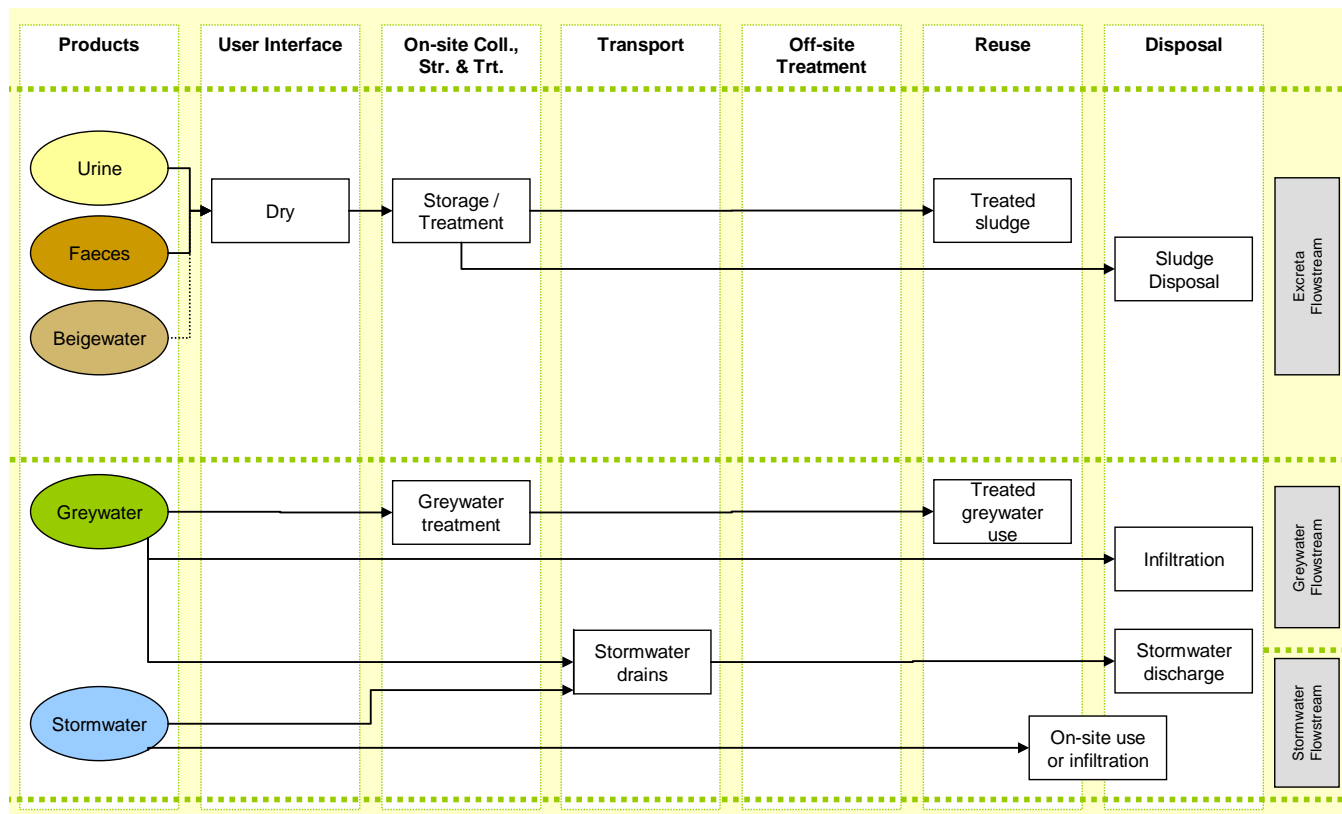 Products
User Interface
On-site Coll.,
Str. & Trt.
Transport
Off-site
Treatment
Reuse
Disposal
Urine
Faeces
Beigewater
Dry
Storage /
Treatment
Treated
sludge
Sludge
Disposal
Excreta
Flowstream
Greywater
Greywater
treatment
Treated
greywater
use
Infiltration
Greywater
Flowstream
Stormwater
drains
Stormwater
discharge
Stormwater
On-site use
or infiltration
Stormwater
Flowstream